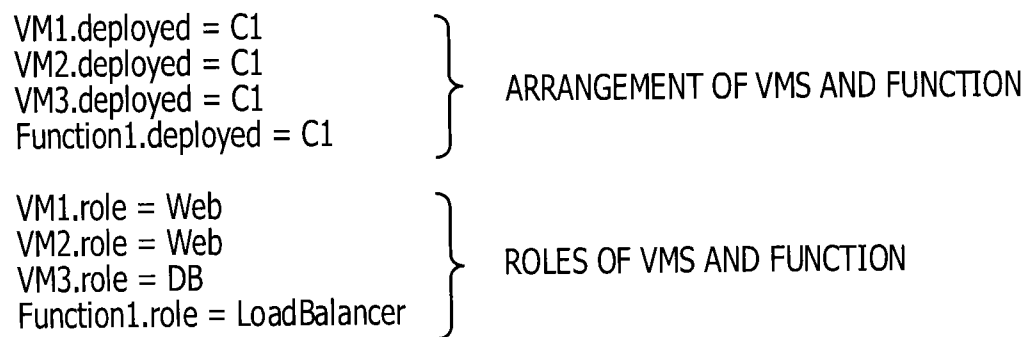 VM1.deployed = C1
VM2.deployed = C1
VM3.deployed = C1
Function1.deployed = C1
ARRANGEMENT OF VMS AND FUNCTION
VM1.role = Web
VM2.role = Web
VM3.role = DB
Function1.role = LoadBalancer
ROLES OF VMS AND FUNCTION